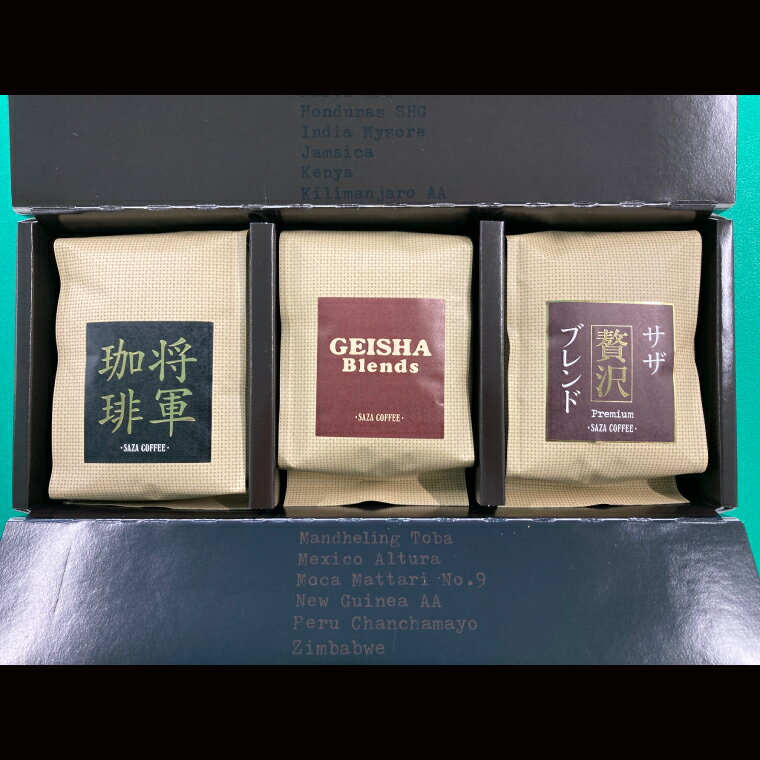 Honduras SHG
India Mysore
Jamaica
Kenya
Kilimanjaro AA
将軍
珈琲
·SAZA COFFEE·
GEISHA
Blends
·SAZA COFFEE·
サザ
贅沢
ブレンド
Premium
·SAZA COFFEE·
Mandheling Toba
Mexico Altura
Moca Mattari No.9
New Guinea AA
Peru Chanchamayo
Zimbabwe